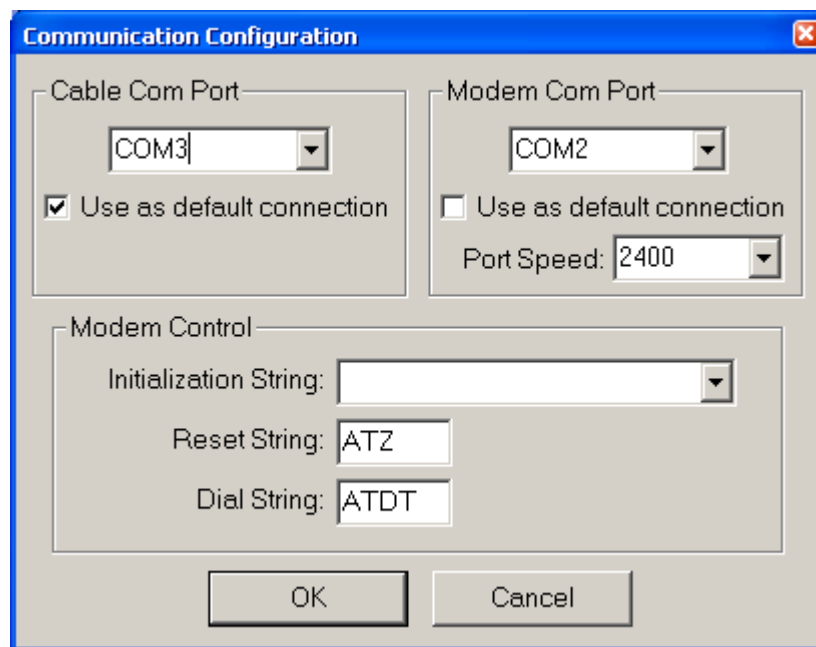 Communication Configuration
Cable Com Port
COM3
Use as default connection
Modem Com Port
COM2
Use as default connection
Port Speed: 2400
Modem Control
Initialization String:
Reset String: ATZ
Dial String: ATDT
OK
Cancel